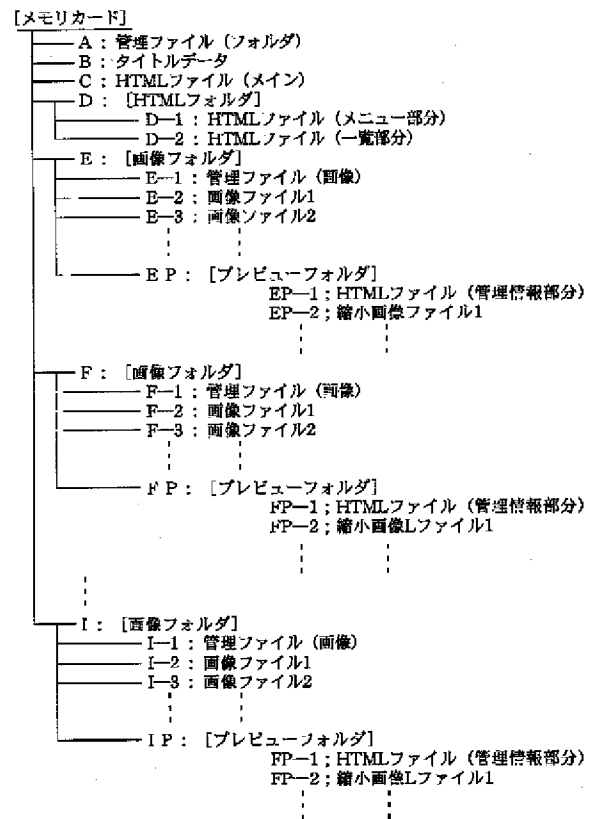 [メモリカード]
A : 管理ファイル (フォルダ)
B : タイトルデータ
C : HTMLファイル (メイン)
D : [HTMLフォルダ]
D—1 : HTMLファイル (メニュー部分)
D—2 : HTMLファイル (一覧部分)
E : [画像フォルダ]
E—1 : 管理ファイル (画像)
E—2 : 画像ファイル1
E—3 : 画像ファイル2
EP : [プレビューフォルダ]
EP—1 ; HTMLファイル (管理情報部分)
EP—2 ; 縮小画像ファイル1
F : [画像フォルダ]
F—1 : 管理ファイル (画像)
F—2 : 画像ファイル1
F—3 : 画像ファイル2
FP : [プレビューフォルダ]
FP—1 ; HTMLファイル (管理情報部分)
FP—2 ; 縮小画像Lファイル1
I : [画像フォルダ]
I—1 : 管理ファイル (画像)
I—2 : 画像ファイル1
I—3 : 画像ファイル2
IP : [プレビューフォルダ]
FP—1 ; HTMLファイル (管理情報部分)
FP—2 ; 縮小画像Lファイル1